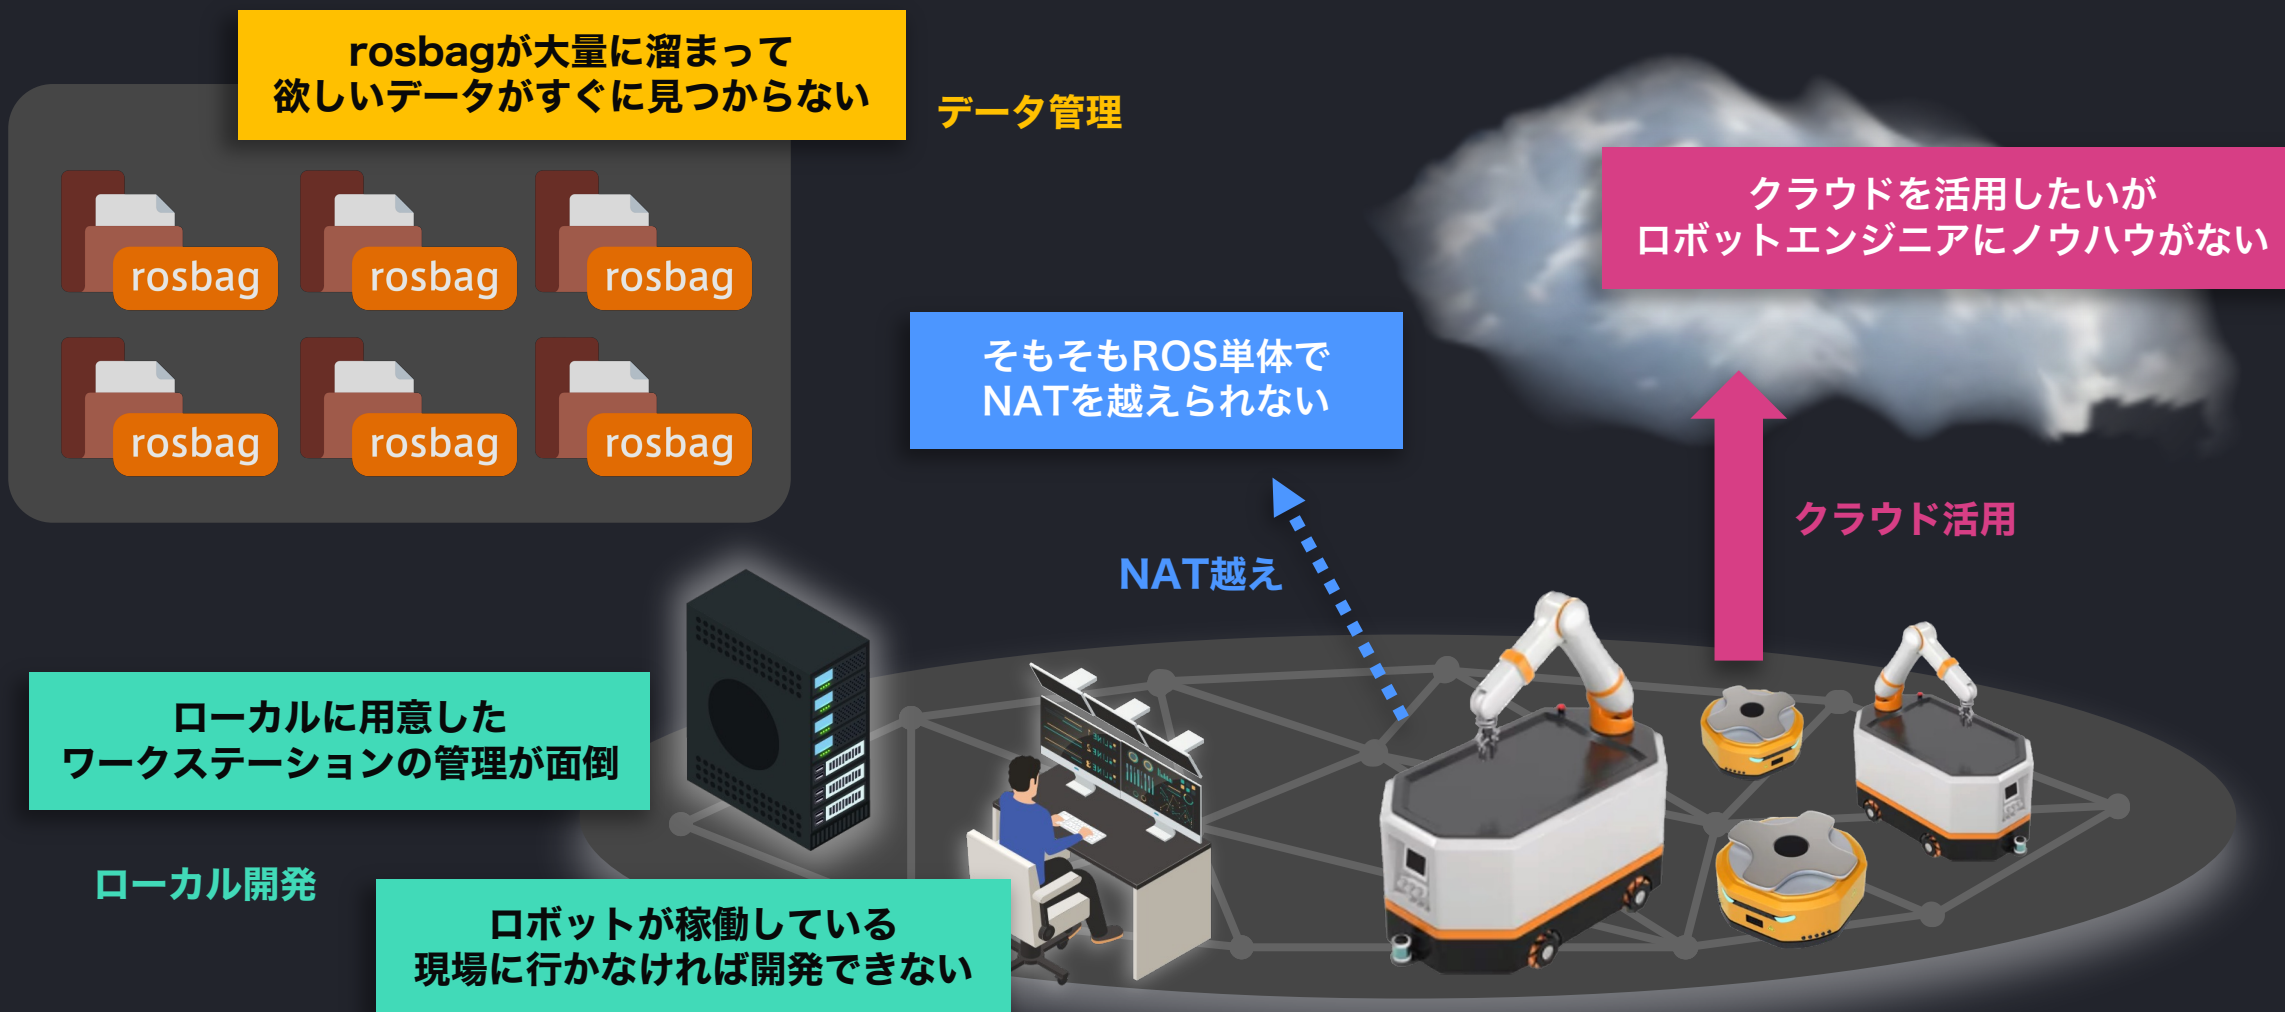 rosbagが大量に溜まって
欲しいデータがすぐに見つからない
データ管理
rosbag
rosbag
rosbag
rosbag
rosbag
rosbag
クラウドを活用したいが
ロボットエンジニアにノウハウがない
そもそもROS単体で
NATを越えられない
クラウド活用
NAT越え
ローカルに用意した
ワークステーションの管理が面倒
ローカル開発
ロボットが稼働している
現場に行かなければ開発できない